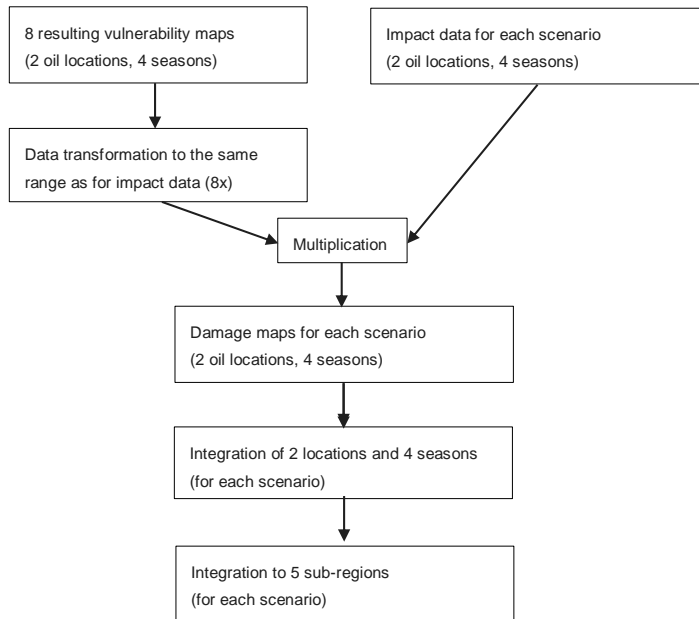 8 resulting vulnerability maps
(2 oil locations, 4 seasons)
Impact data for each scenario
(2 oil locations, 4 seasons)
Data transformation to the same
range as for impact data (8x)
Multiplication
Damage maps for each scenario
(2 oil locations, 4 seasons)
Integration of 2 locations and 4 seasons
(for each scenario)
Integration to 5 sub-regions
(for each scenario)